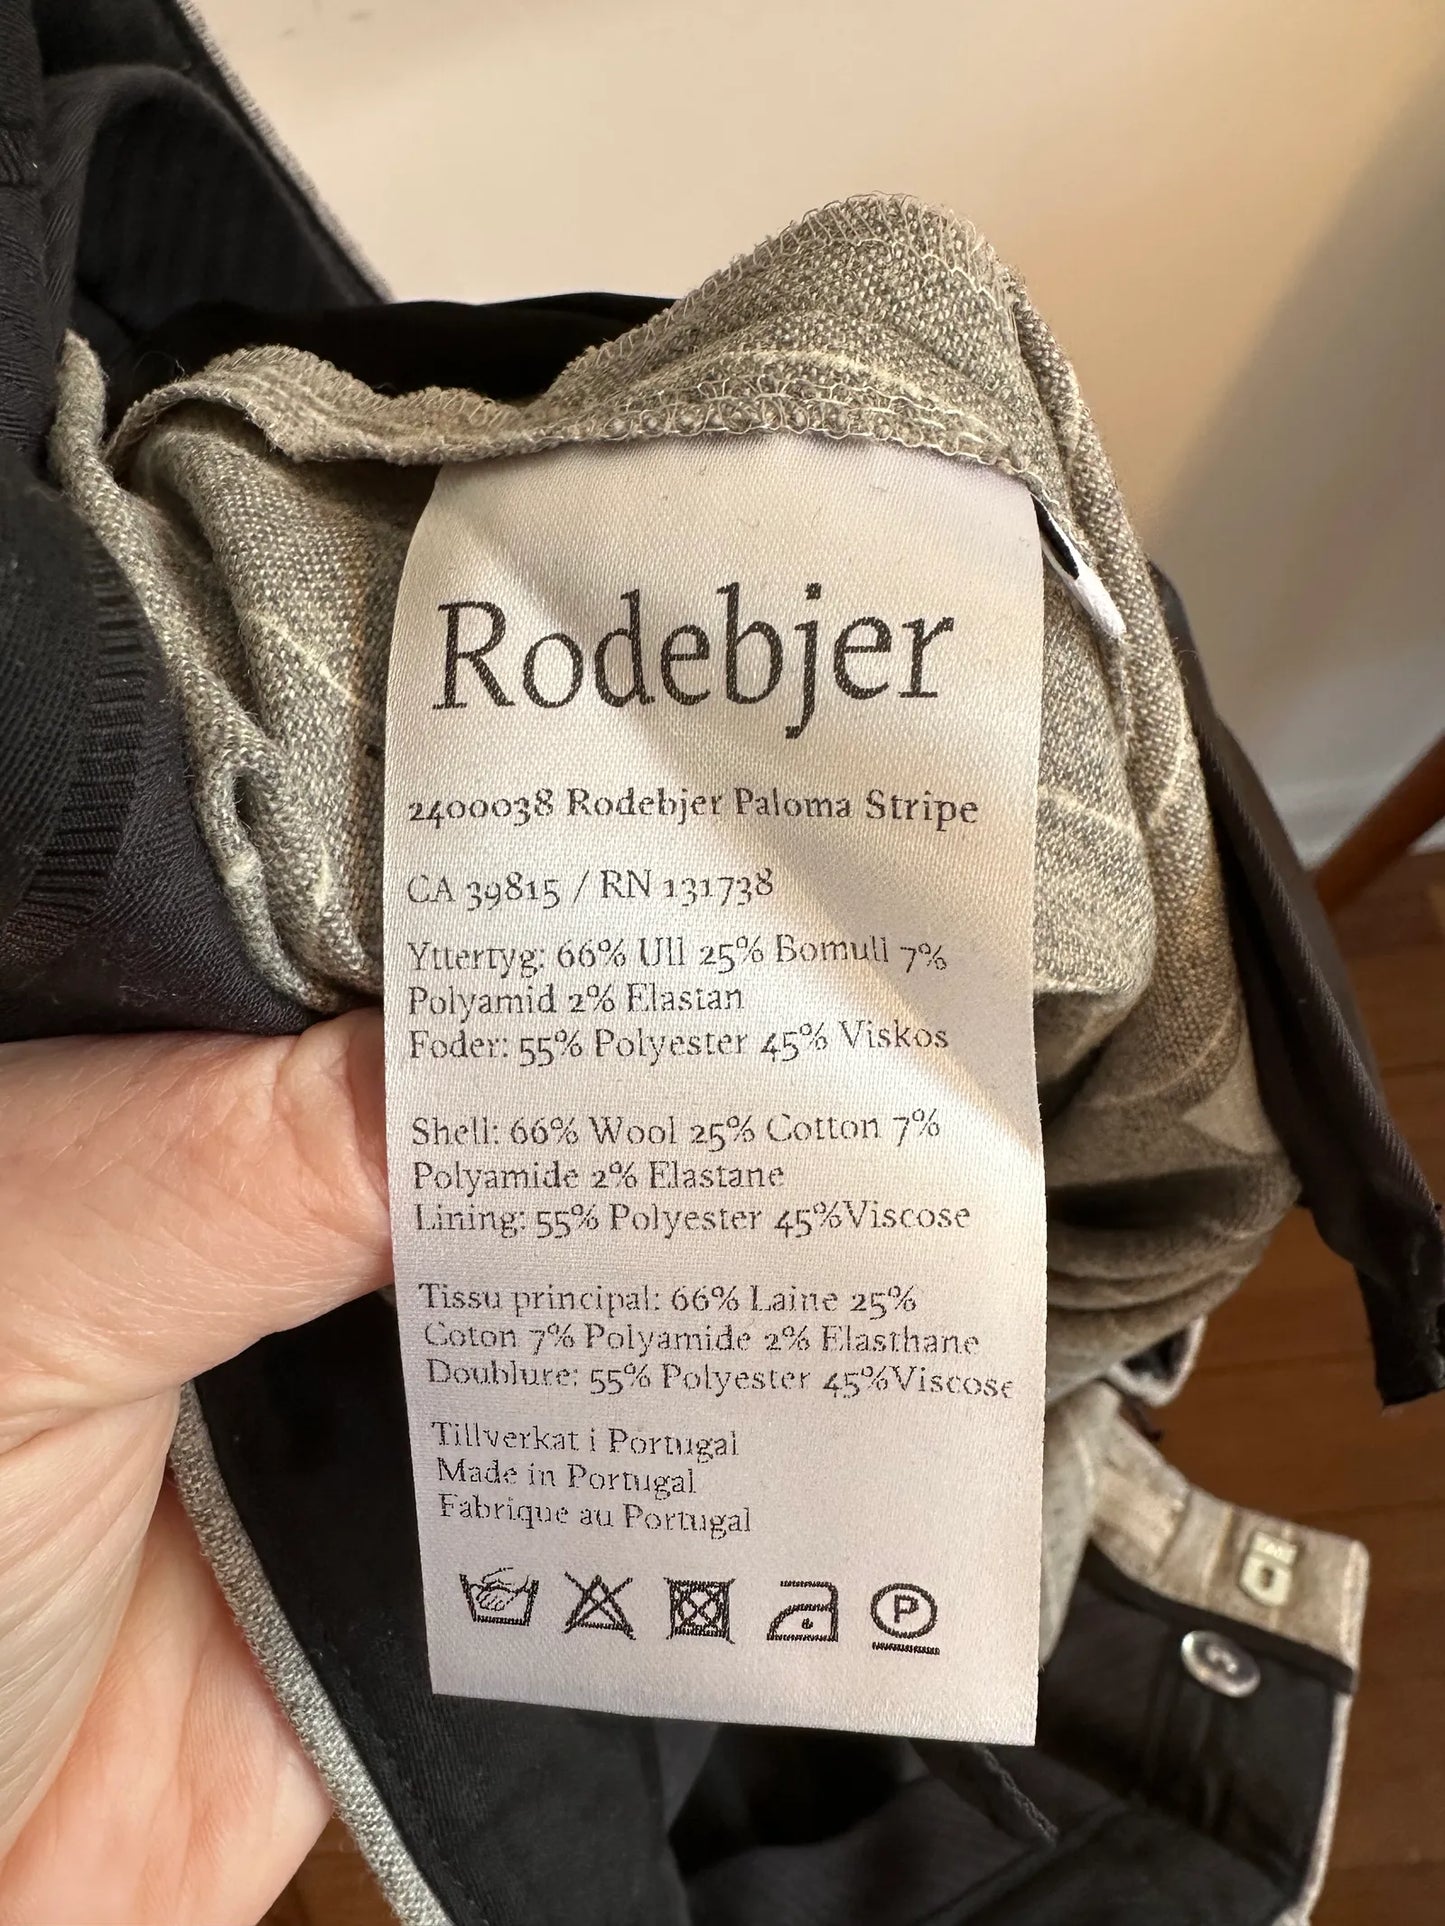 Rodebjer
2400038 Rodebjer Paloma Stripe
CA 39815 / RN 131738
Yttertyg: 66% Ull 25% Bomull 7%
Polyamid 2% Elastan
Foder: 55% Polyester 45% Viskos
Shell: 66% Wool 25% Cotton 7%
Polyamide 2% Elastane
Lining: 55% Polyester 45%Viscose
Tissu principal: 66% Laine 25%
Coton 7% Polyamide 2% Elasthane
Doublure: 55% Polyester 45%Viscose
Tillverkat i Portugal
Made in Portugal
Fabrique au Portugal
P